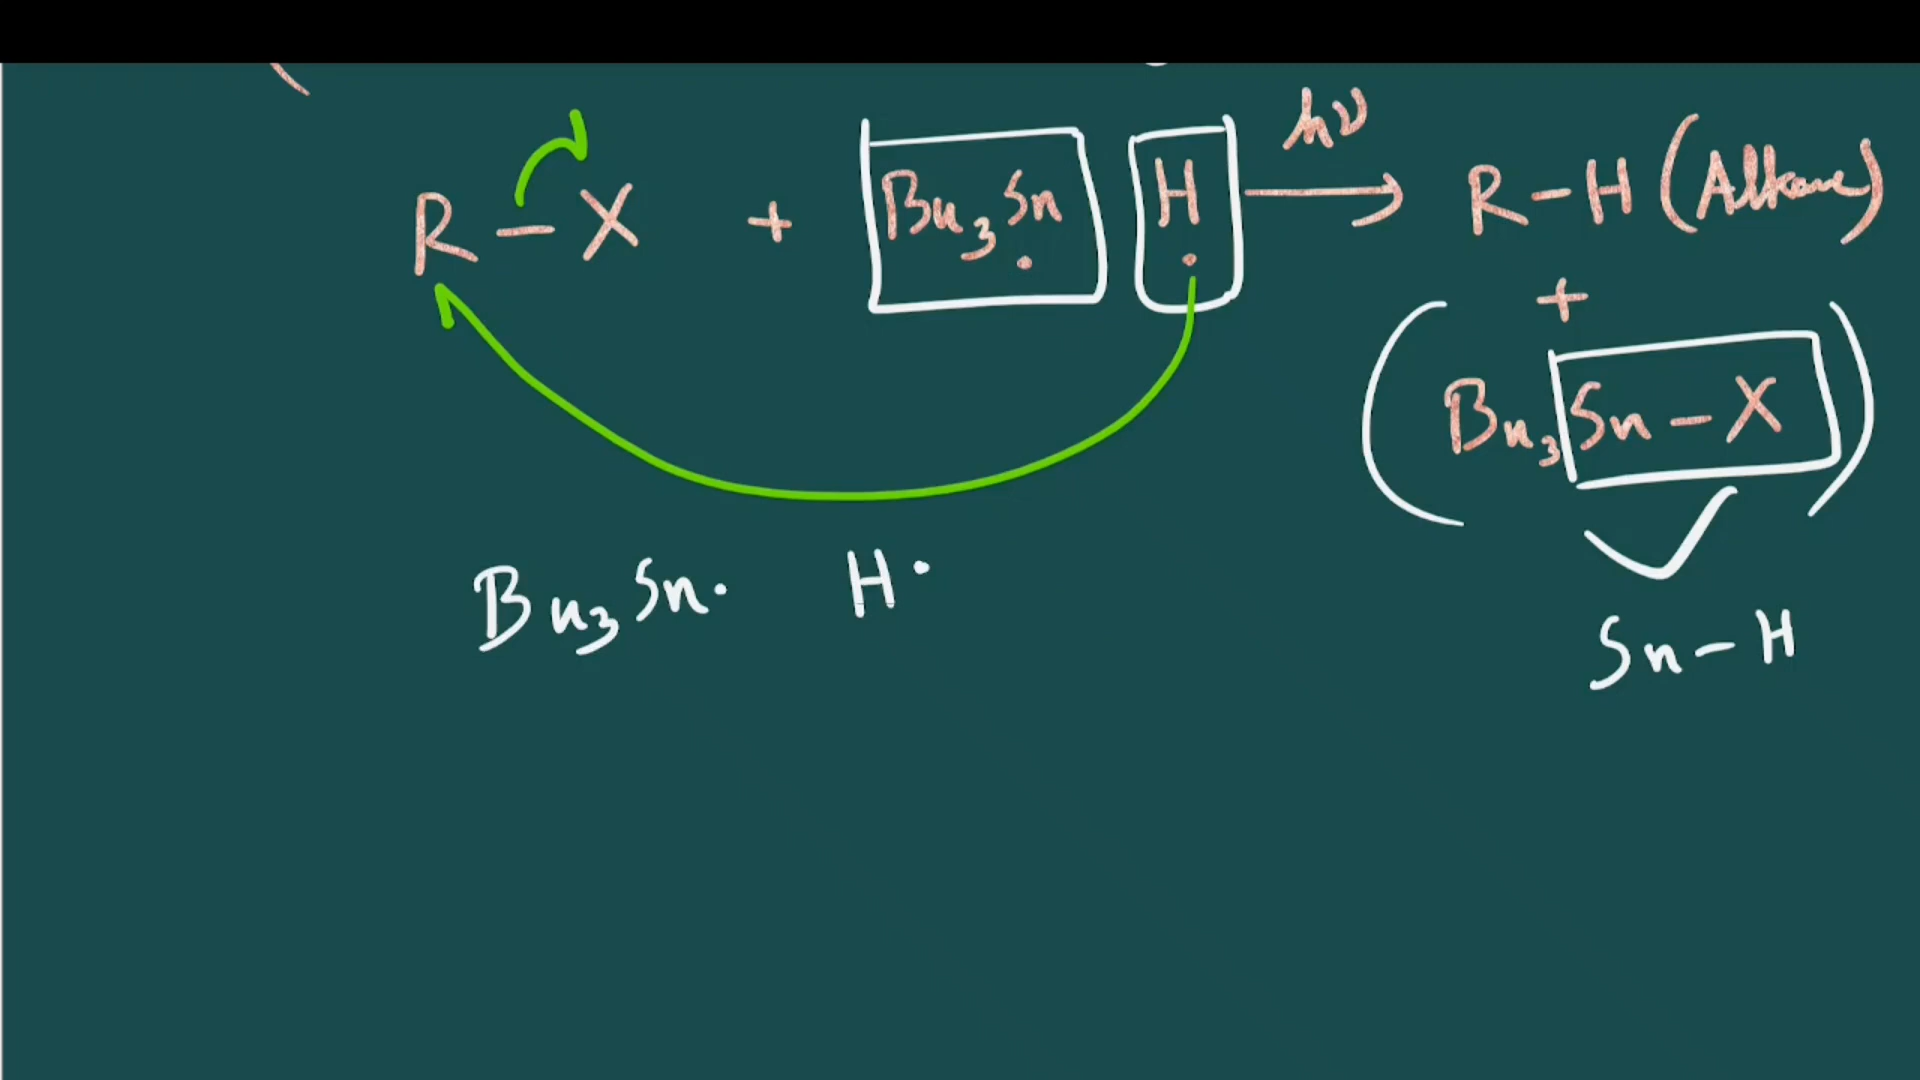 hν
R - X + Bu₃Sn H → R - H (Alkane)
+
(Bu₃Sn - X)
Bu₃Sn· H·
Sn - H